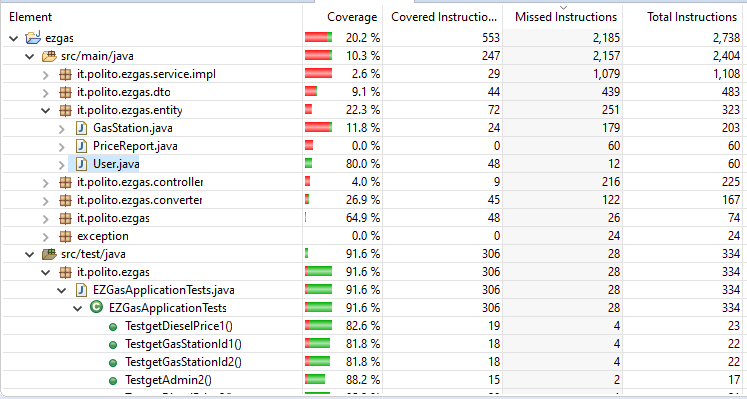 Element Coverage Covered Instructio... Missed Instructions Total Instructions
ezgas 20.2 % 553 2,185 2,738
src/main/java 10.3 % 247 2,157 2,404
it.polito.ezgas.service.impl 2.6 % 29 1,079 1,108
it.polito.ezgas.dto 9.1 % 44 439 483
it.polito.ezgas.entity 22.3 % 72 251 323
GasStation.java 11.8 % 24 179 203
PriceReport.java 0.0 % 0 60 60
User.java 80.0 % 48 12 60
it.polito.ezgas.controller 4.0 % 9 216 225
it.polito.ezgas.converter 26.9 % 45 122 167
it.polito.ezgas 64.9 % 48 26 74
exception 0.0 % 0 24 24
src/test/java 91.6 % 306 28 334
it.polito.ezgas 91.6 % 306 28 334
EZGasApplicationTests.java 91.6 % 306 28 334
EZGasApplicationTests 91.6 % 306 28 334
TestgetDieselPrice1() 82.6 % 19 4 23
TestgetGasStationId1() 81.8 % 18 4 22
TestgetGasStationId2() 81.8 % 18 4 22
TestgetAdmin2() 88.2 % 15 2 17